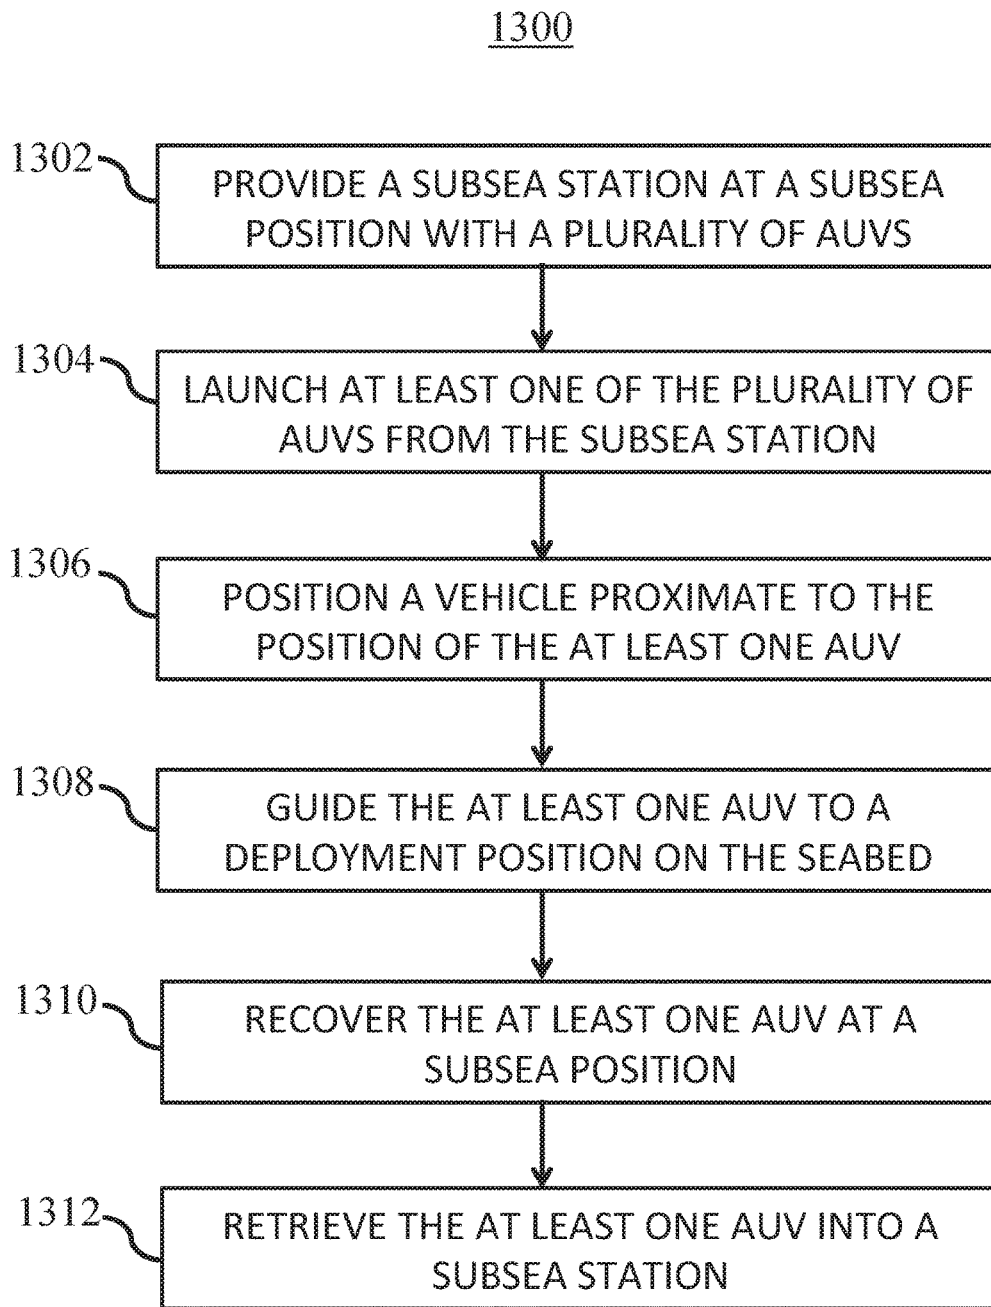 1300
1302
PROVIDE A SUBSEA STATION AT A SUBSEA
POSITION WITH A PLURALITY OF AUVS
1304
LAUNCH AT LEAST ONE OF THE PLURALITY OF
AUVS FROM THE SUBSEA STATION
1306
POSITION A VEHICLE PROXIMATE TO THE
POSITION OF THE AT LEAST ONE AUV
1308
GUIDE THE AT LEAST ONE AUV TO A
DEPLOYMENT POSITION ON THE SEABED
1310
RECOVER THE AT LEAST ONE AUV AT A
SUBSEA POSITION
1312
RETRIEVE THE AT LEAST ONE AUV INTO A
SUBSEA STATION